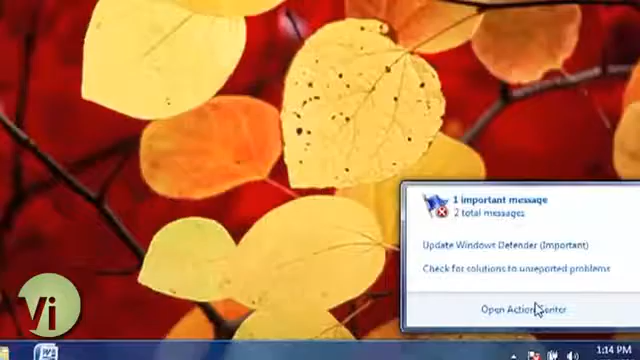 1 important message
2 total messages
Update Windows Defender (Important)
Check for solutions to unreported problems
Open Action Center
Vi
1:14 PM